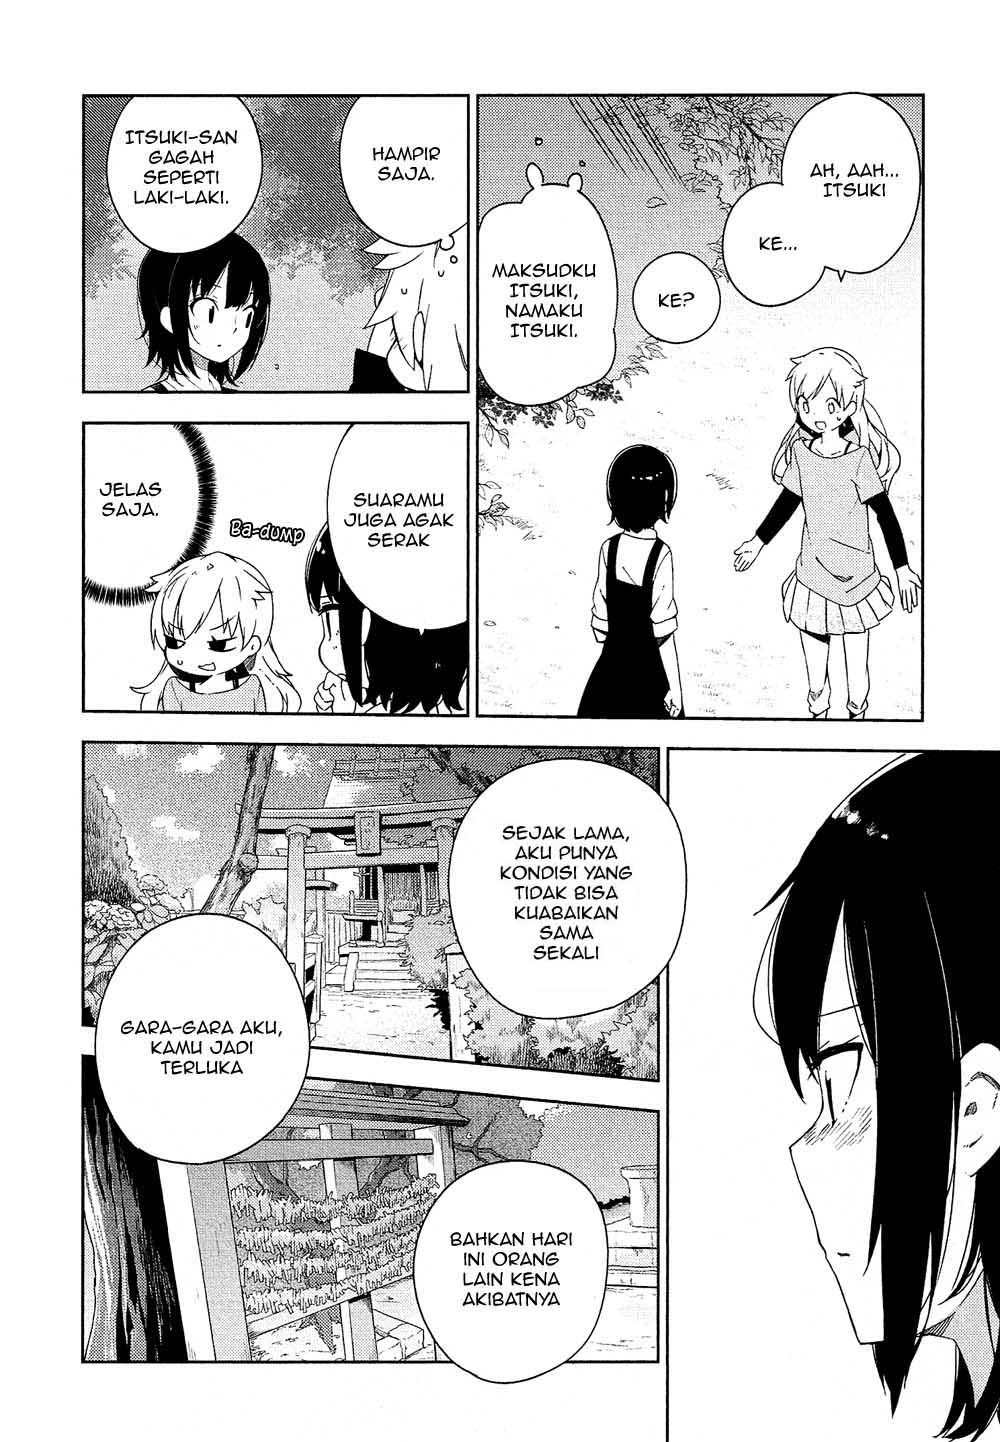 AH, AAH...
ITSUKI
KE...
KE?
MAKSUDKU
ITSUKI,
NAMAKU
ITSUKI.
HAMPIR
SAJA.
ITSUKI-SAN
GAGAH
SEPERTI
LAKI-LAKI.
SUARAMU
JUGA AGAK
SERAK
Ba-dump
JELAS
SAJA.
SEJAK LAMA,
AKU PUNYA
KONDISI YANG
TIDAK BISA
KUABAIKAN
SAMA
SEKALI
GARA-GARA AKU,
KAMU JADI
TERLUKA
BAHKAN HARI
INI ORANG
LAIN KENA
AKIBATNYA